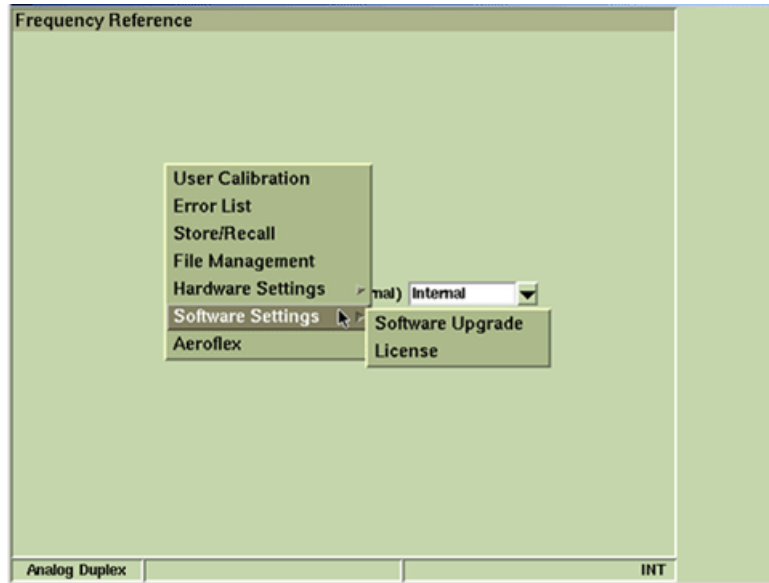 Frequency Reference
User Calibration
Error List
Store/Recall
File Management
Hardware Settings
nal) Internal
Software Settings
Software Upgrade
License
Aeroflex
Analog Duplex
INT